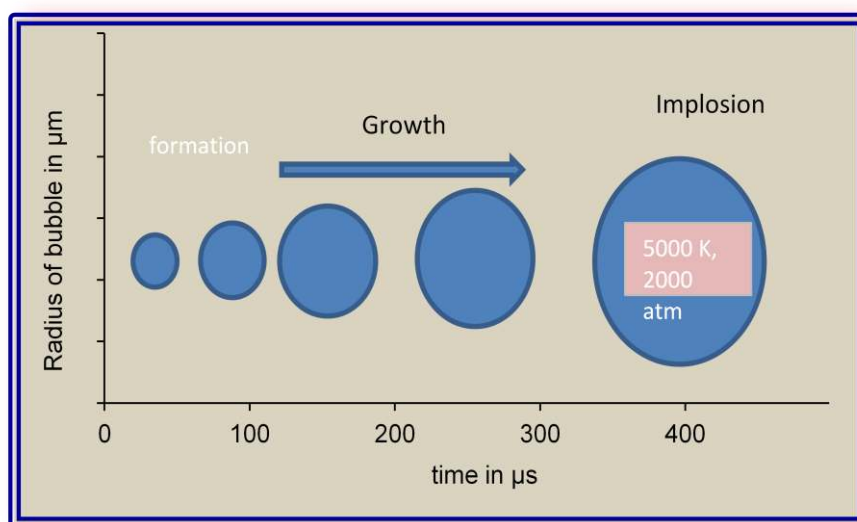 Implosion
Growth
formation
5000 K,
2000
atm
Radius of bubble in µm
0 100 200 300 400
time in µs